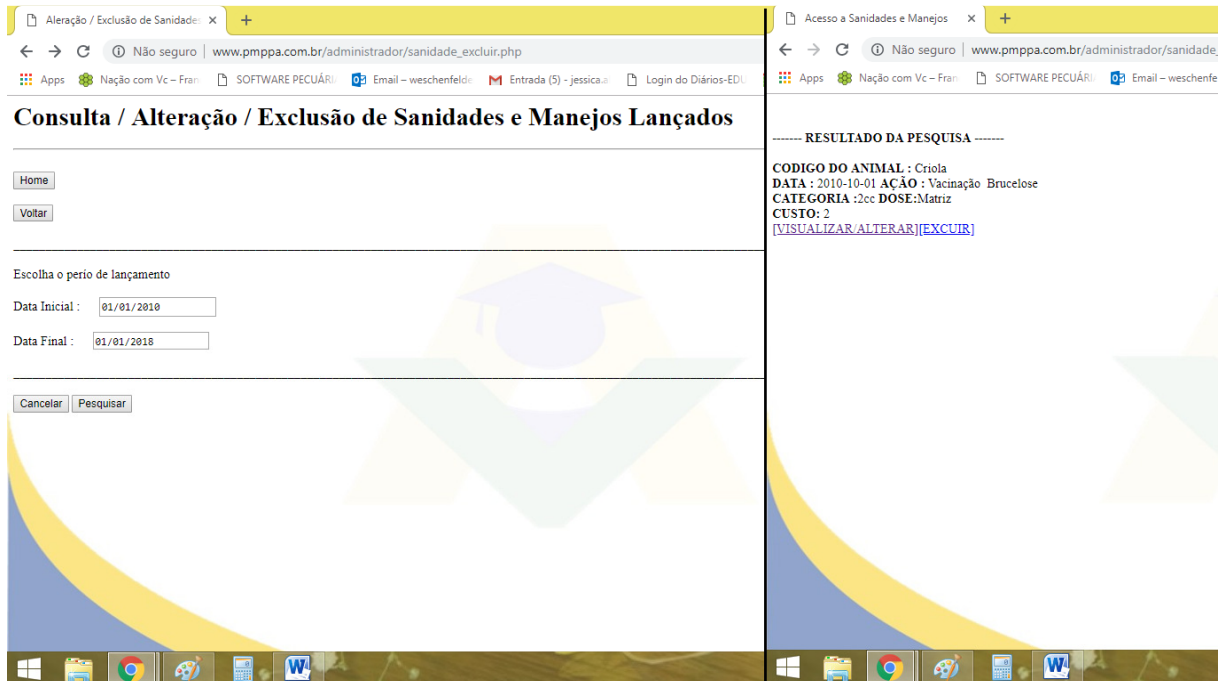 Aleração / Exclusão de Sanidades
Não seguro | www.pmppa.com.br/administrador/sanidade_excluir.php
Apps Nação com Vc – Fran SOFTWARE PECUÁRI Email – weschenfelde Entrada (5) - jessica.a Login do Diários-EDU
Consulta / Alteração / Exclusão de Sanidades e Manejos Lançados
Home
Voltar
Escolha o perio de lançamento
Data Inicial : 01/01/2010
Data Final : 01/01/2018
Cancelar Pesquisar
Acesso a Sanidades e Manejos
Não seguro | www.pmppa.com.br/administrador/sanidade_
Apps Nação com Vc – Fran SOFTWARE PECUÁRI Email – weschenfe
------- RESULTADO DA PESQUISA -------
CODIGO DO ANIMAL : Criola
DATA : 2010-10-01 AÇÃO : Vacinação Brucelose
CATEGORIA :2cc DOSE:Matriz
CUSTO: 2
[VISUALIZAR/ALTERAR][EXCUIR]